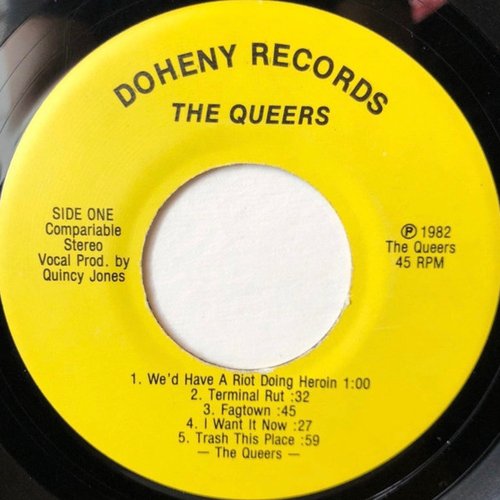 DOHENY RECORDS
THE QUEERS
SIDE ONE
Compariable
Stereo
Vocal Prod. by
Quincy Jones
℗ 1982
The Queers
45 RPM
1. We'd Have A Riot Doing Heroin 1:00
2. Terminal Rut :32
3. Fagtown :45
4. I Want It Now :27
5. Trash This Place :59
— The Queers —